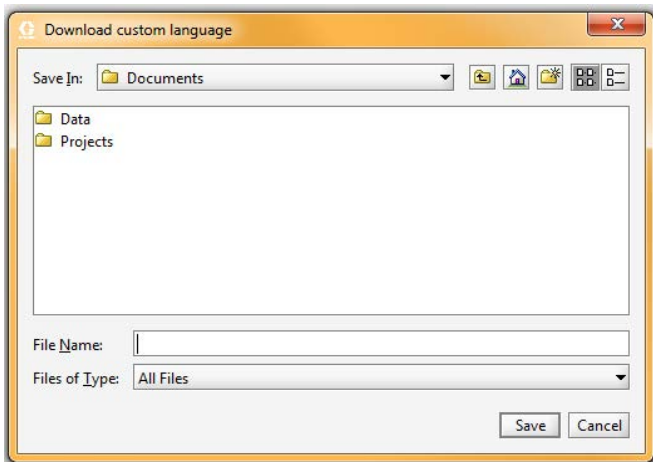 Download custom language
Save In: Documents
Data
Projects
File Name:
Files of Type: All Files
Save Cancel